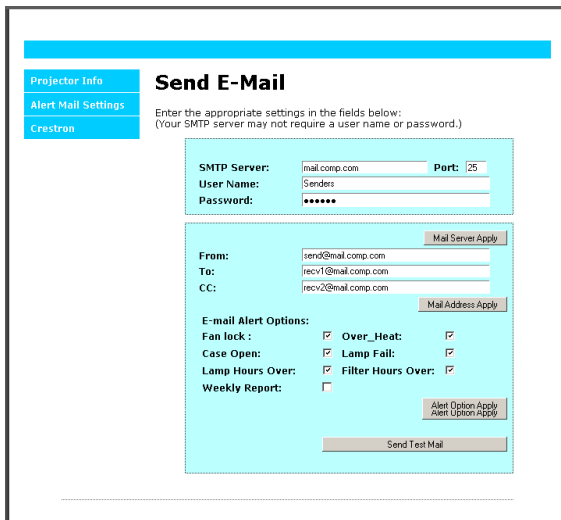 Projector Info
Alert Mail Settings
Crestron
Send E-Mail
Enter the appropriate settings in the fields below:
(Your SMTP server may not require a user name or password.)
SMTP Server: mail.comp.com Port: 25
User Name: Senders
Password: ●●●●●●
Mail Server Apply
From: send@mail.comp.com
To: recv1@mail.comp.com
CC: recv2@mail.comp.com
Mail Address Apply
E-mail Alert Options:
Fan lock : Over_Heat:
Case Open: Lamp Fail:
Lamp Hours Over: Filter Hours Over:
Weekly Report:
Alert Option Apply
Alert Option Apply
Send Test Mail